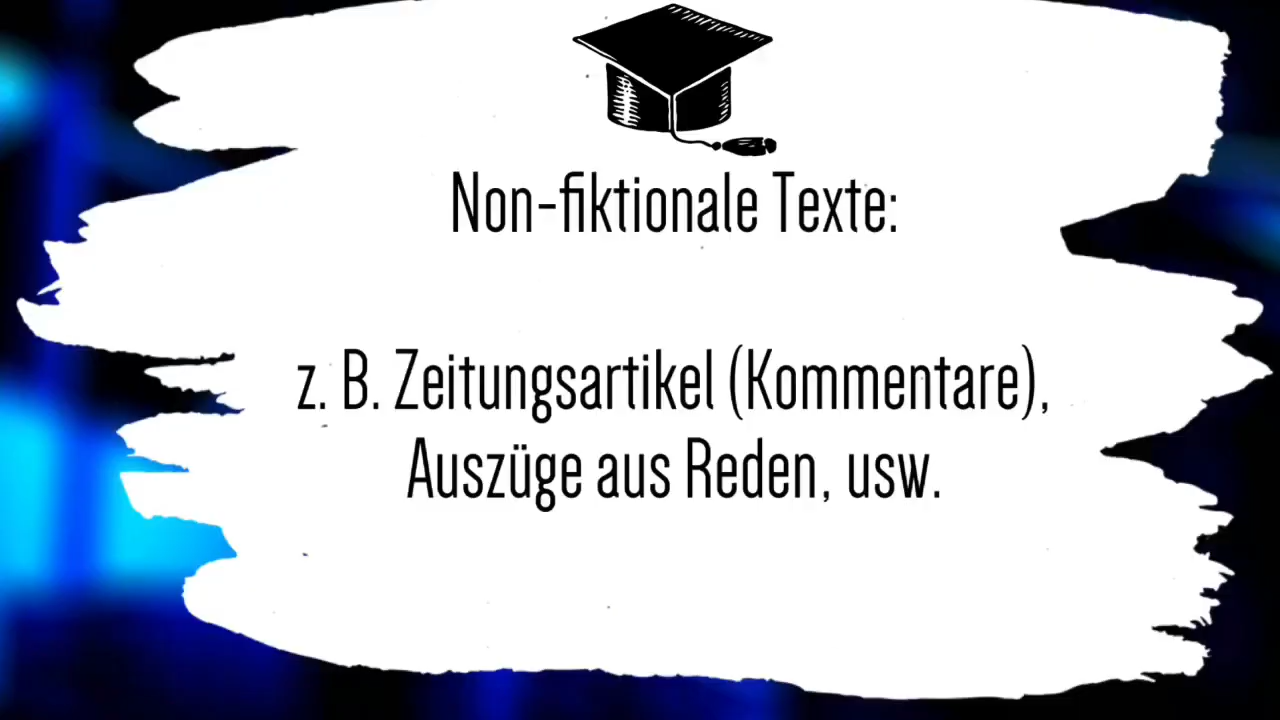 Non-fiktionale Texte:
z. B. Zeitungsartikel (Kommentare),
Auszüge aus Reden, usw.